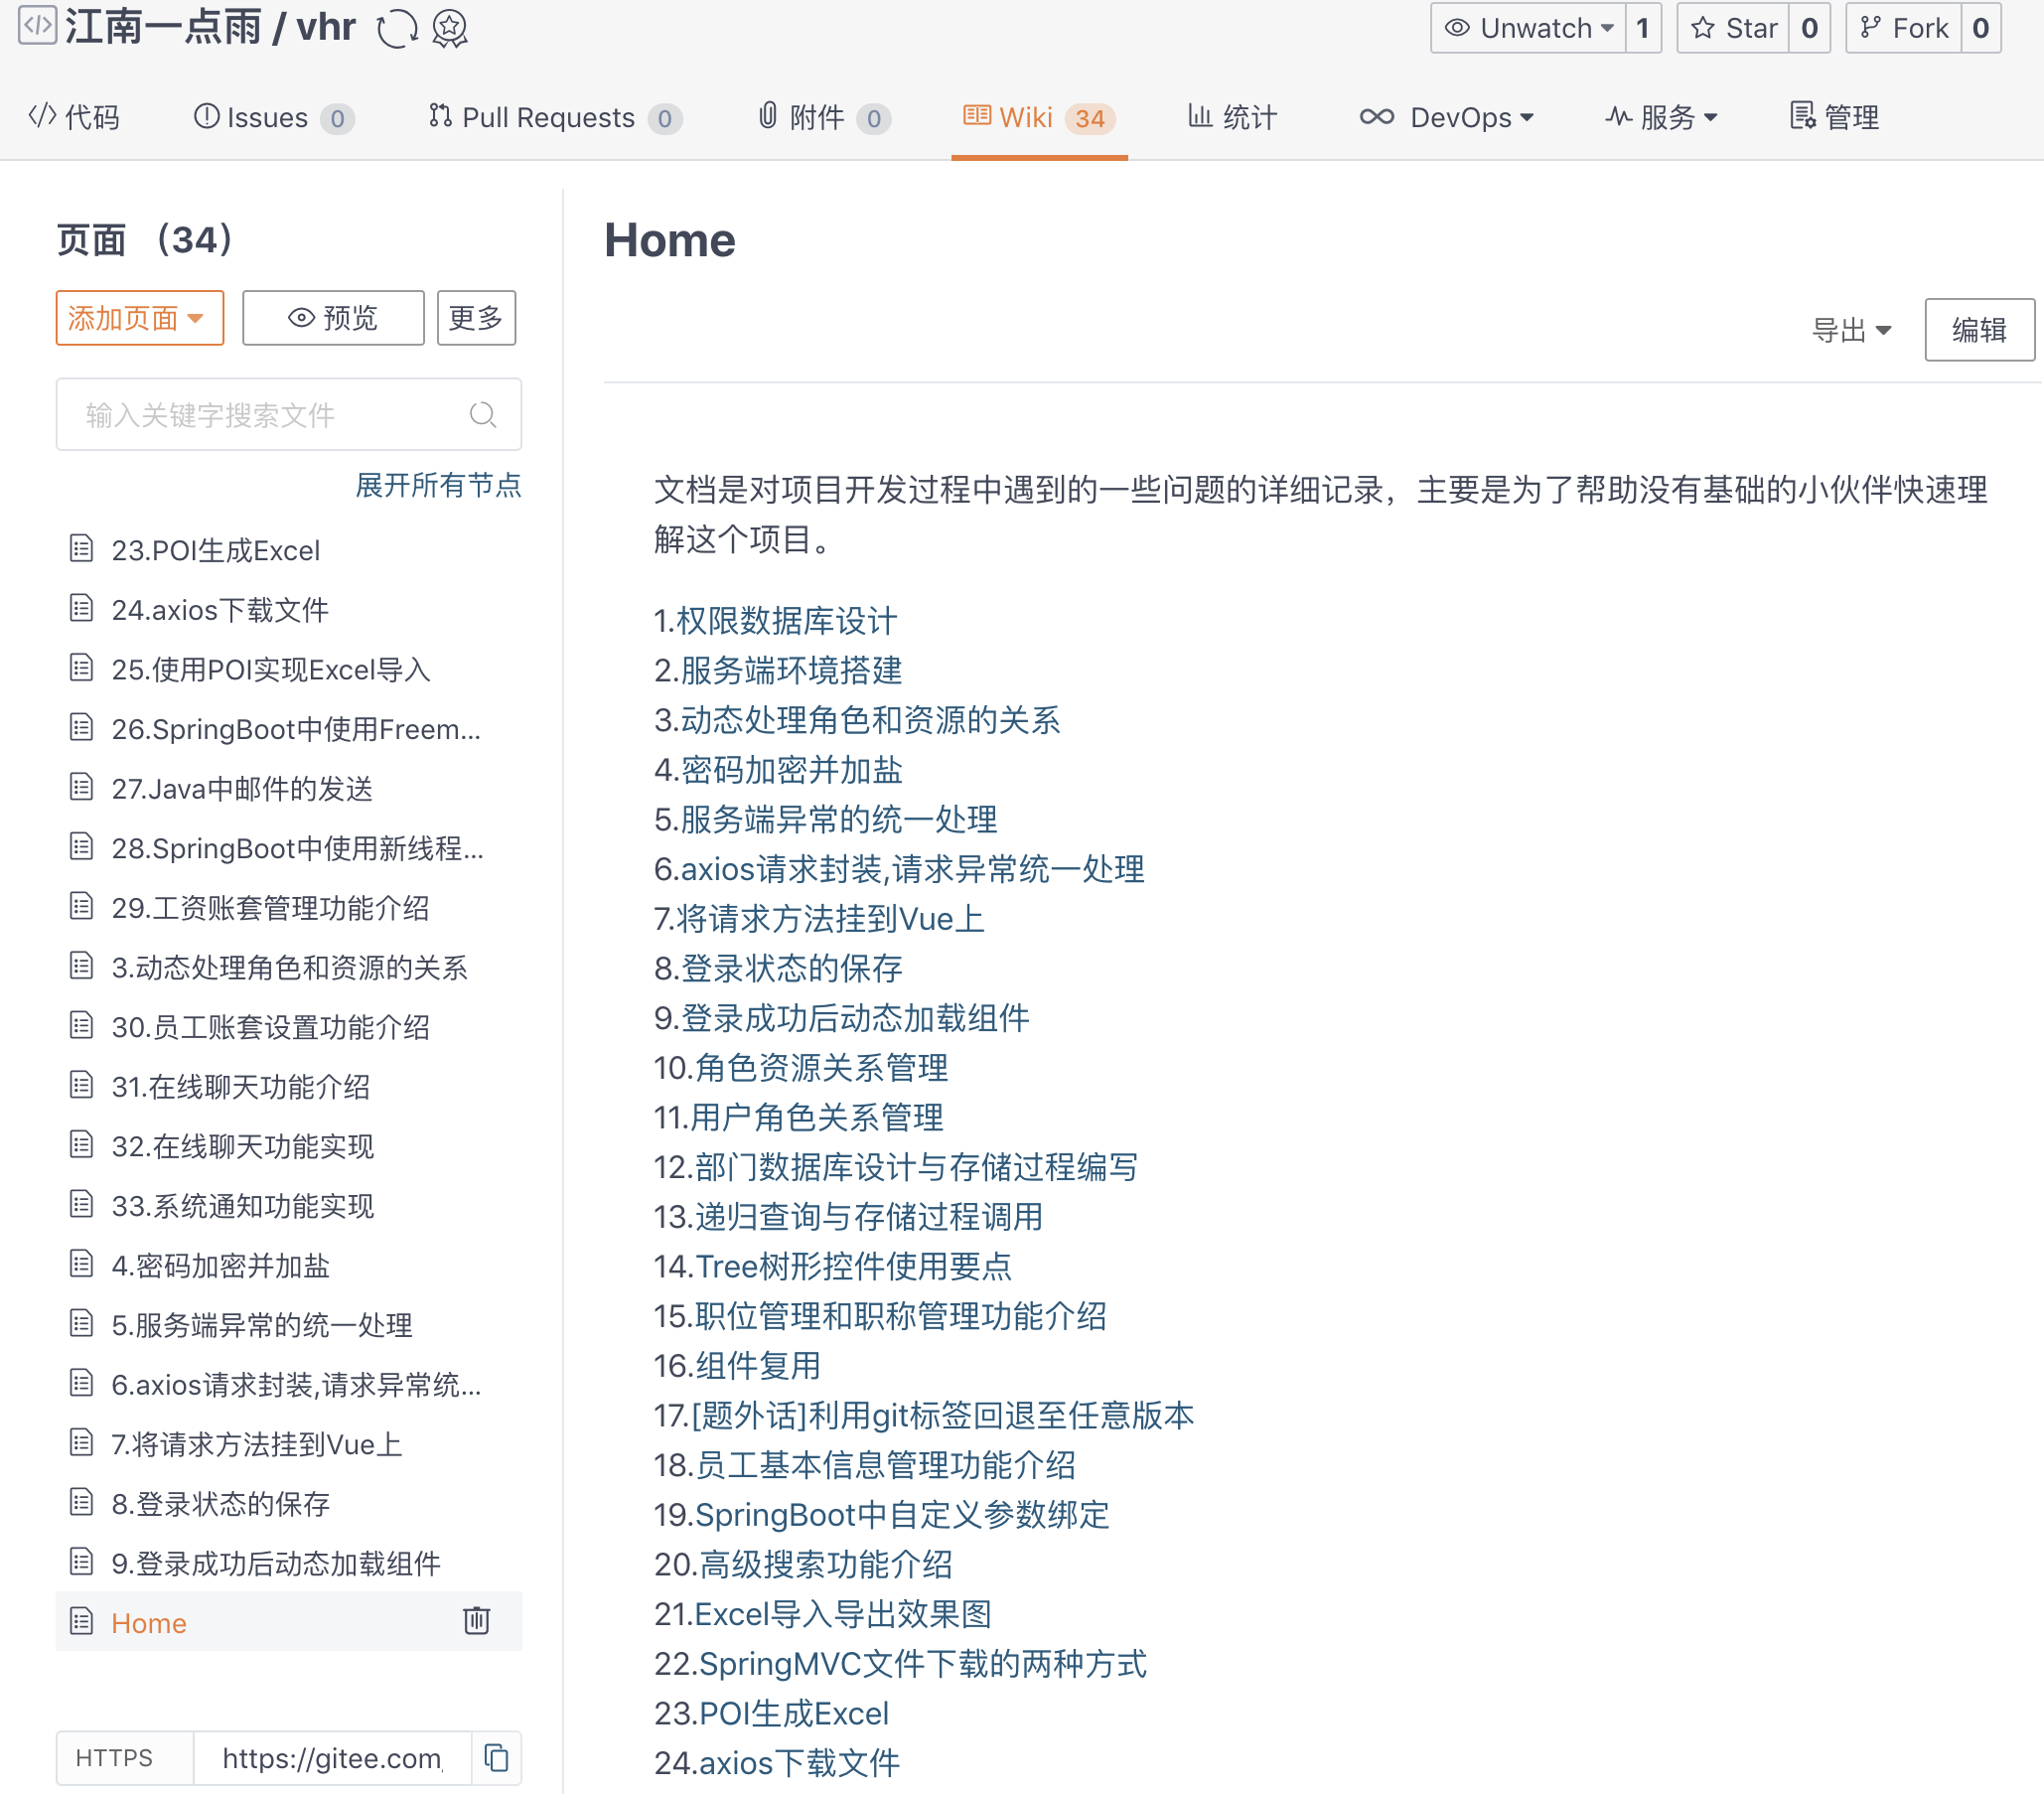 江南一点雨 / vhr
Unwatch 1 Star 0 Fork 0
代码 Issues 0 Pull Requests 0 附件 0 Wiki 34 统计 DevOps 服务 管理
页面 （34）
添加页面 预览 更多
输入关键字搜索文件
展开所有节点
23.POI生成Excel
24.axios下载文件
25.使用POI实现Excel导入
26.SpringBoot中使用Freem...
27.Java中邮件的发送
28.SpringBoot中使用新线程...
29.工资账套管理功能介绍
3.动态处理角色和资源的关系
30.员工账套设置功能介绍
31.在线聊天功能介绍
32.在线聊天功能实现
33.系统通知功能实现
4.密码加密并加盐
5.服务端异常的统一处理
6.axios请求封装,请求异常统...
7.将请求方法挂到Vue上
8.登录状态的保存
9.登录成功后动态加载组件
Home
HTTPS https://gitee.com
Home
导出 编辑
文档是对项目开发过程中遇到的一些问题的详细记录，主要是为了帮助没有基础的小伙伴快速理
解这个项目。
1.权限数据库设计
2.服务端环境搭建
3.动态处理角色和资源的关系
4.密码加密并加盐
5.服务端异常的统一处理
6.axios请求封装,请求异常统一处理
7.将请求方法挂到Vue上
8.登录状态的保存
9.登录成功后动态加载组件
10.角色资源关系管理
11.用户角色关系管理
12.部门数据库设计与存储过程编写
13.递归查询与存储过程调用
14.Tree树形控件使用要点
15.职位管理和职称管理功能介绍
16.组件复用
17.[题外话]利用git标签回退至任意版本
18.员工基本信息管理功能介绍
19.SpringBoot中自定义参数绑定
20.高级搜索功能介绍
21.Excel导入导出效果图
22.SpringMVC文件下载的两种方式
23.POI生成Excel
24.axios下载文件